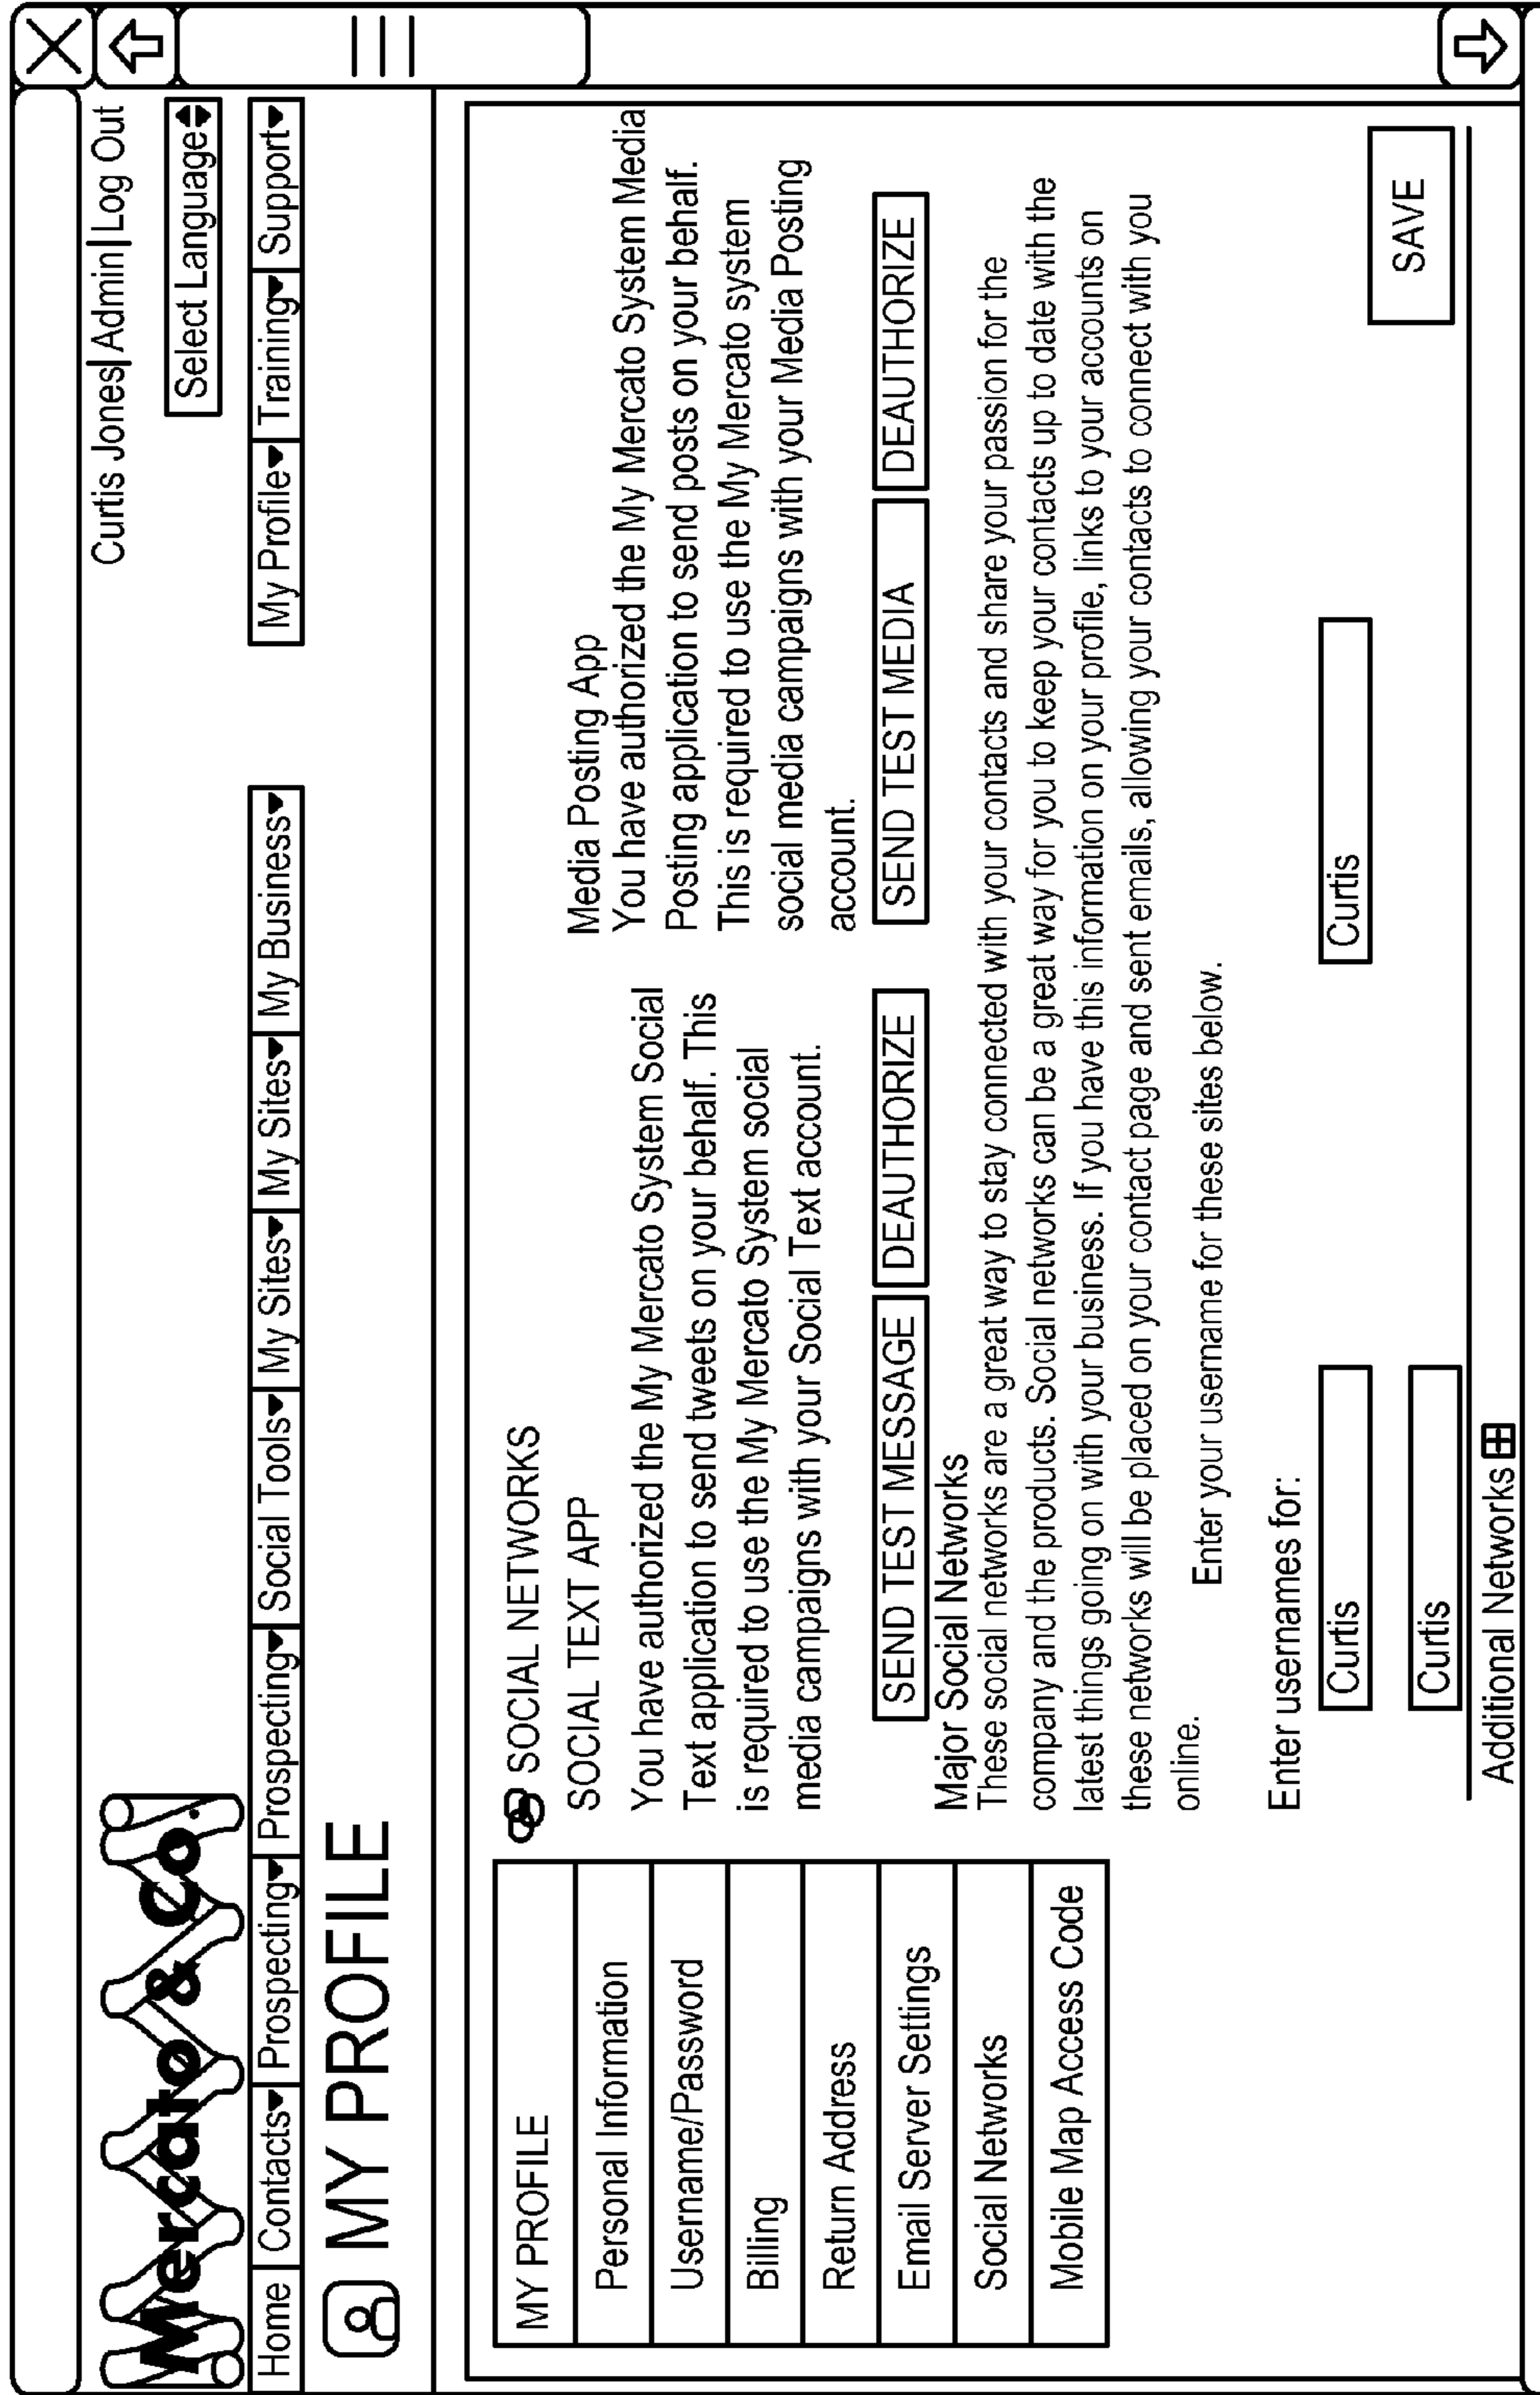 Curtis Jones| Admin|Log Out
Mercato & Co.
Select Language
Home Contacts Prospecting Prospecting Social Tools My Sites My Sites My Business My Profile Training Support
MY PROFILE
MY PROFILE
Personal Information
Username/Password
Billing
Return Address
Email Server Settings
Social Networks
Mobile Map Access Code
SOCIAL NETWORKS
SOCIAL TEXT APP
You have authorized the My Mercato System Social
Text application to send tweets on your behalf. This
is required to use the My Mercato System social
media campaigns with your Social Text account.
SEND TEST MESSAGE DEAUTHORIZE
Media Posting App
You have authorized the My Mercato System Media
Posting application to send posts on your behalf.
This is required to use the My Mercato system
social media campaigns with your Media Posting
account.
SEND TEST MEDIA DEAUTHORIZE
Major Social Networks
These social networks are a great way to stay connected with your contacts and share your passion for the
company and the products. Social networks can be a great way for you to keep your contacts up to date with the
latest things going on with your business. If you have this information on your profile, links to your accounts on
these networks will be placed on your contact page and sent emails, allowing your contacts to connect with you
online.
Enter your username for these sites below.
Enter usernames for:
Curtis Curtis
Curtis
SAVE
Additional Networks